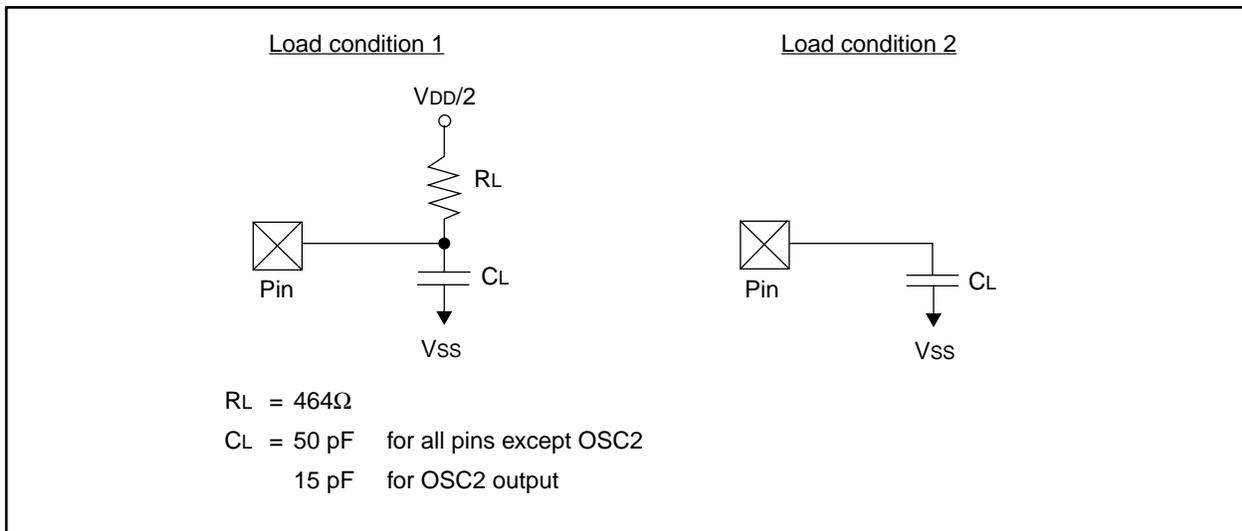 Load condition 1
VDD/2
RL
Pin
CL
VSS
Load condition 2
Pin
CL
VSS
RL = 464Ω
CL = 50 pF for all pins except OSC2
15 pF for OSC2 output